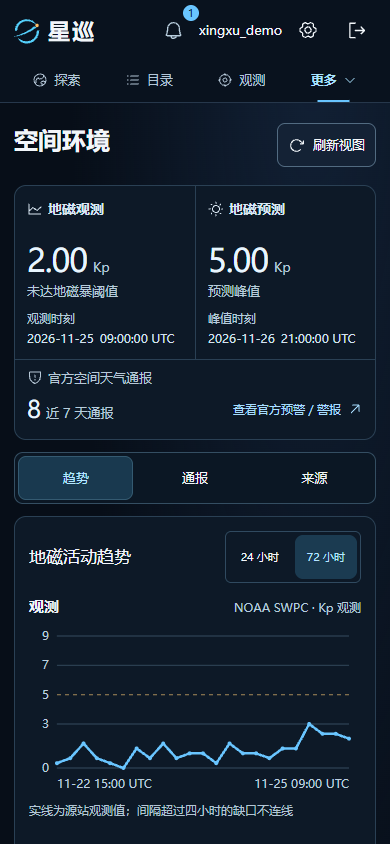 星巡
1
xingxu_demo
探索
目录
观测
更多
空间环境
刷新视图
地磁观测
2.00 Kp
未达地磁暴阈值
观测时刻
2026-11-25 09:00:00 UTC
地磁预测
5.00 Kp
预测峰值
峰值时刻
2026-11-26 21:00:00 UTC
官方空间天气通报
8 近 7 天通报
查看官方预警 / 警报
趋势
通报
来源
地磁活动趋势
24 小时
72 小时
观测
NOAA SWPC · Kp 观测
9
7
5
3
0
11-22 15:00 UTC
11-25 09:00 UTC
实线为源站观测值；间隔超过四小时的缺口不连线